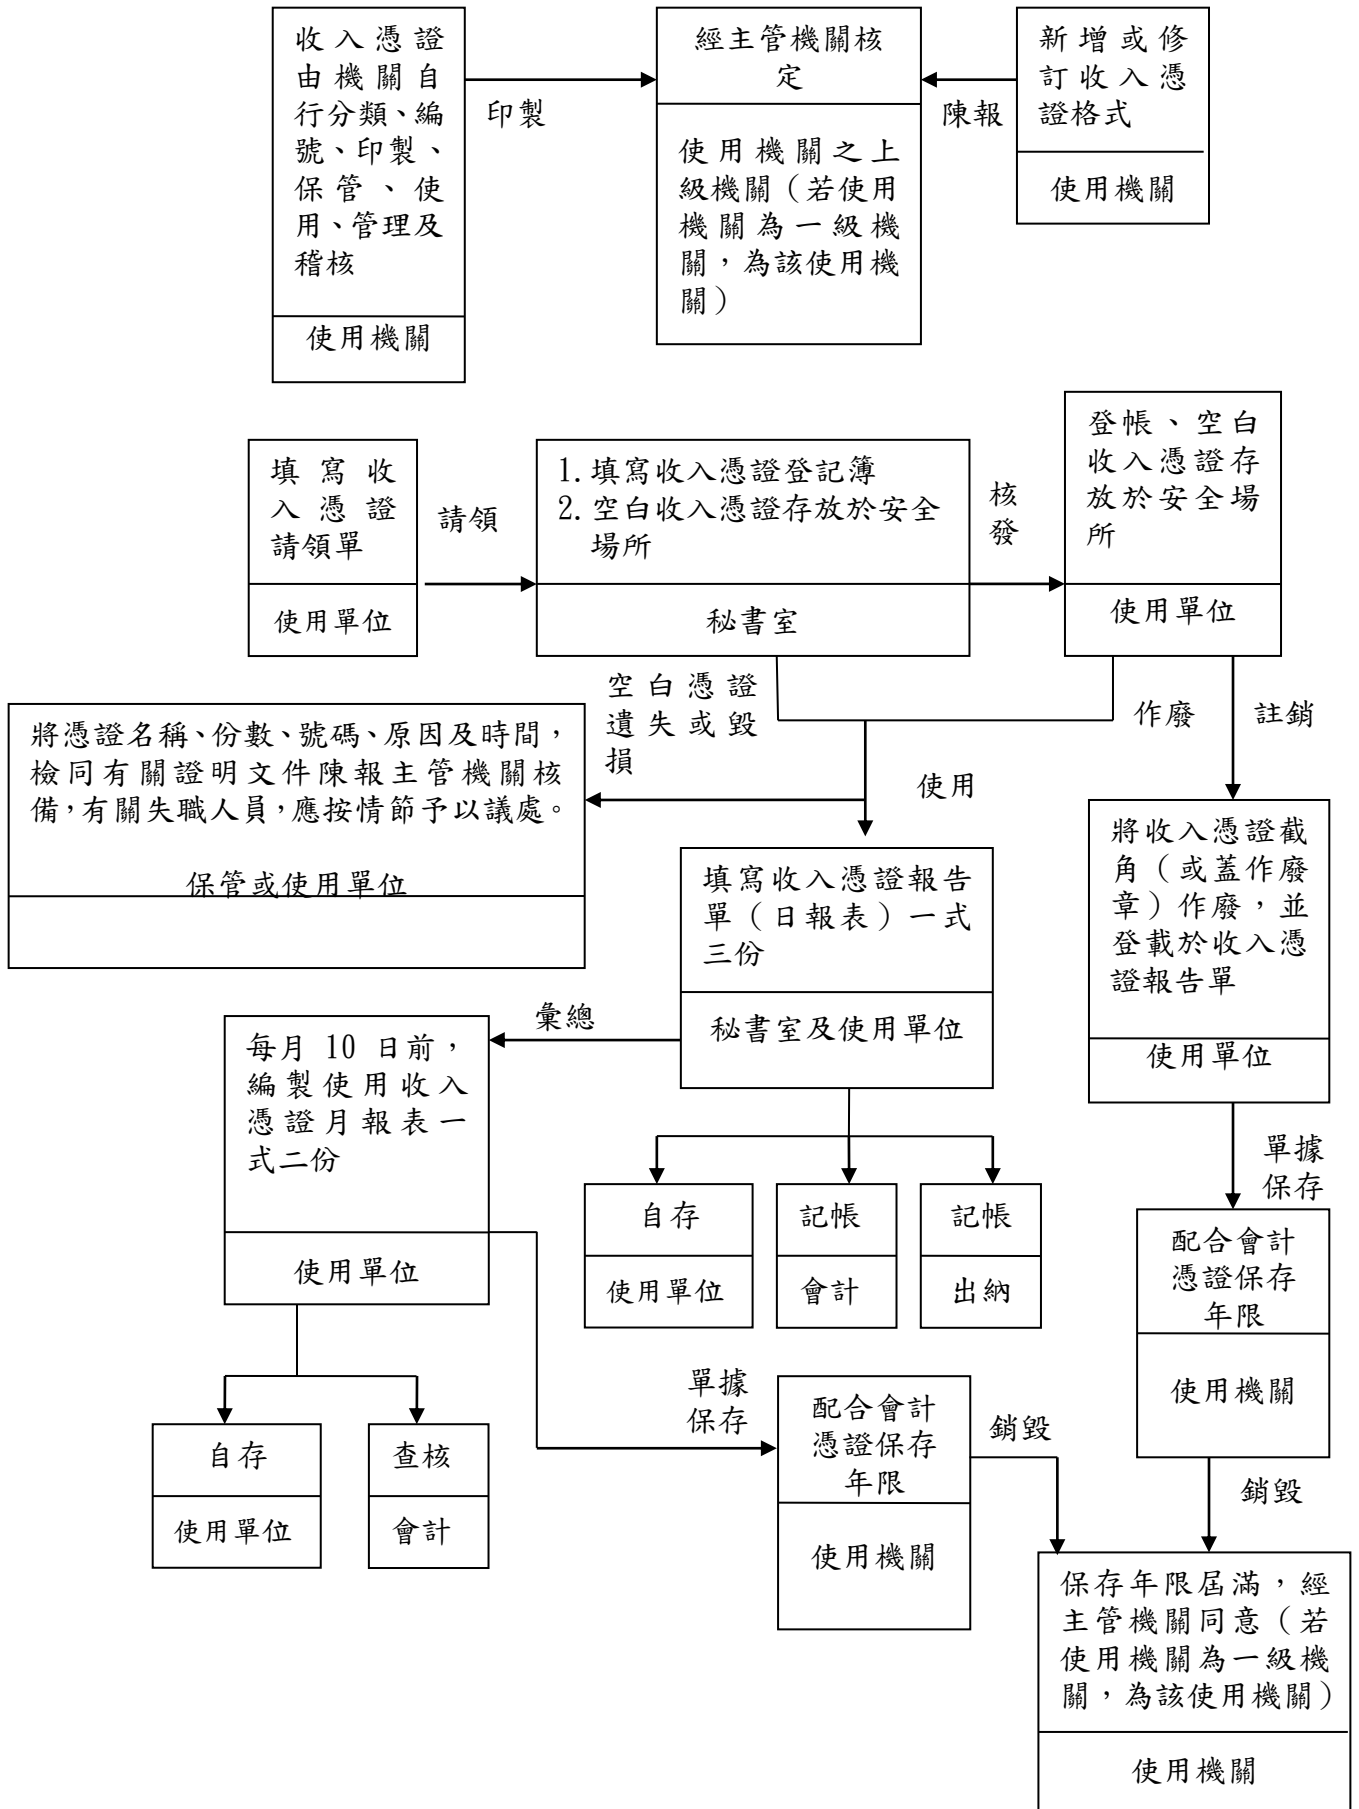 收入憑證
由機關自
行分類、編
號、印製、
保管、使
用、管理及
稽核
使用機關
印製
經主管機關核
定
使用機關之上
級機關（若使用
機關為一級機
關，為該使用機
關）
陳報
新增或修
訂收入憑
證格式
使用機關
填寫收
入憑證
請領單
使用單位
請領
1.填寫收入憑證登記簿
2.空白收入憑證存放於安全
場所
秘書室
核
發
登帳、空白
收入憑證存
放於安全場
所
使用單位
空白憑證
遺失或毀
損
作廢
註銷
將憑證名稱、份數、號碼、原因及時間，
檢同有關證明文件陳報主管機關核
備，有關失職人員，應按情節予以議處。
保管或使用單位
使用
填寫收入憑證報告
單（日報表）一式
三份
秘書室及使用單位
將收入憑證截
角（或蓋作廢
章）作廢，並
登載於收入憑
證報告單
使用單位
彙總
每月 10 日前，
編製使用收入
憑證月報表一
式二份
使用單位
自存
使用單位
記帳
會計
記帳
出納
單據
保存
配合會計
憑證保存
年限
使用機關
自存
使用單位
查核
會計
單據
保存
配合會計
憑證保存
年限
使用機關
銷毀
銷毀
保存年限屆滿，經
主管機關同意（若
使用機關為一級機
關，為該使用機關）
使用機關